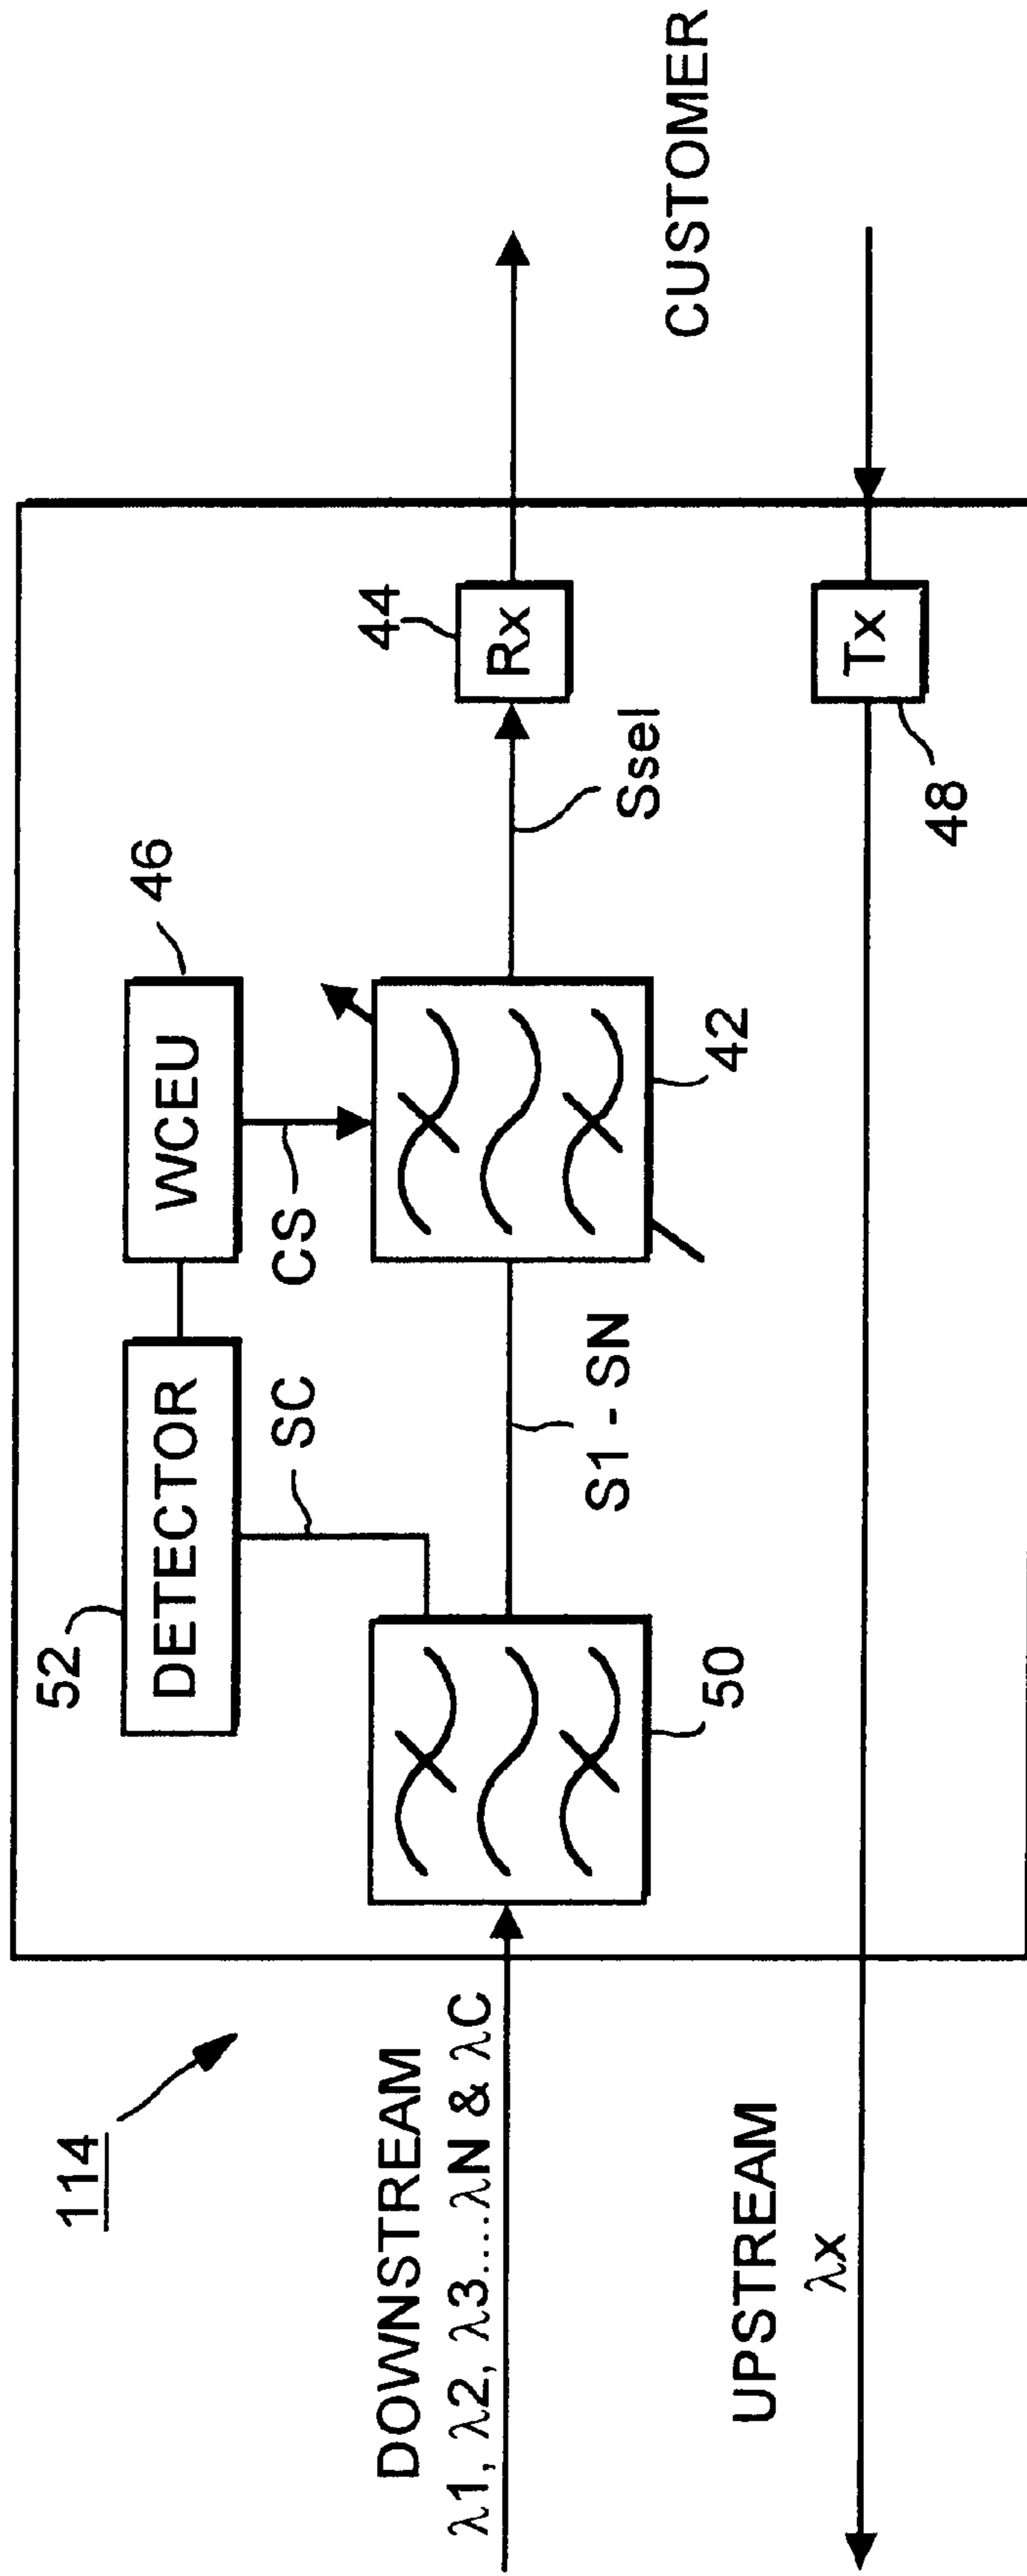 114
DOWNSTREAM
λ1, λ2, λ3.....λN & λC
UPSTREAM
λx
52
DETECTOR
SC
WCEU
46
CS
50
S1 - SN
42
Ssel
44
Rx
Tx
48
CUSTOMER